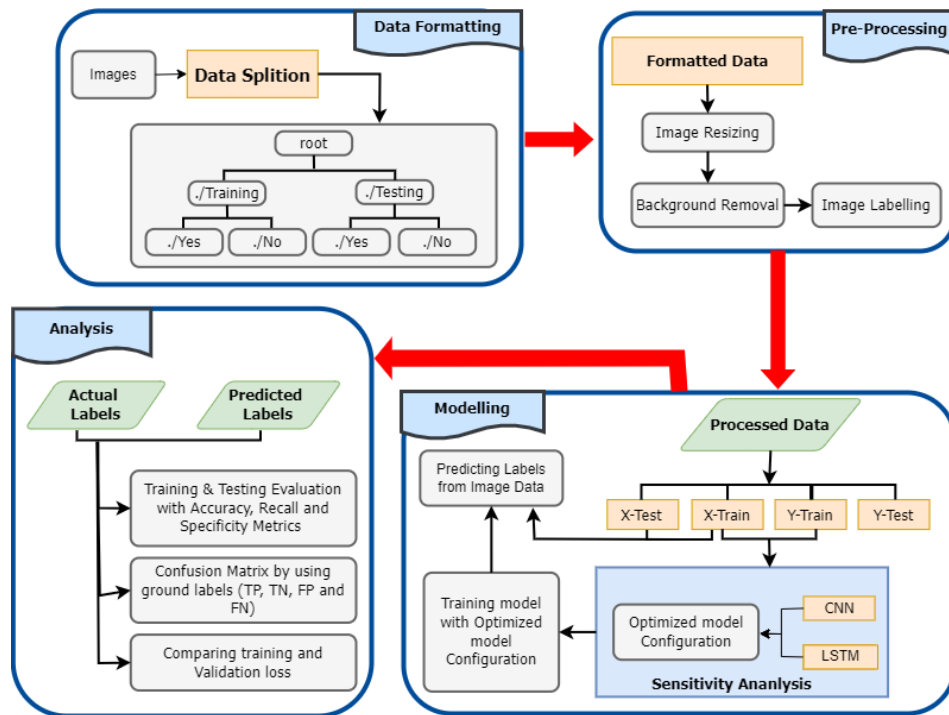 Data Formatting
Images
Data Splition
root
./Training
./Testing
./Yes
./No
./Yes
./No
Pre-Processing
Formatted Data
Image Resizing
Background Removal
Image Labelling
Analysis
Actual
Labels
Predicted
Labels
Training & Testing Evaluation
with Accuracy, Recall and
Specificity Metrics
Confusion Matrix by using
ground labels (TP, TN, FP and
FN)
Comparing training and
Validation loss
Modelling
Processed Data
Predicting Labels
from Image Data
X-Test
X-Train
Y-Train
Y-Test
Training model
with Optimized
model
Configuration
Optimized model
Configuration
CNN
LSTM
Sensitivity Ananlysis